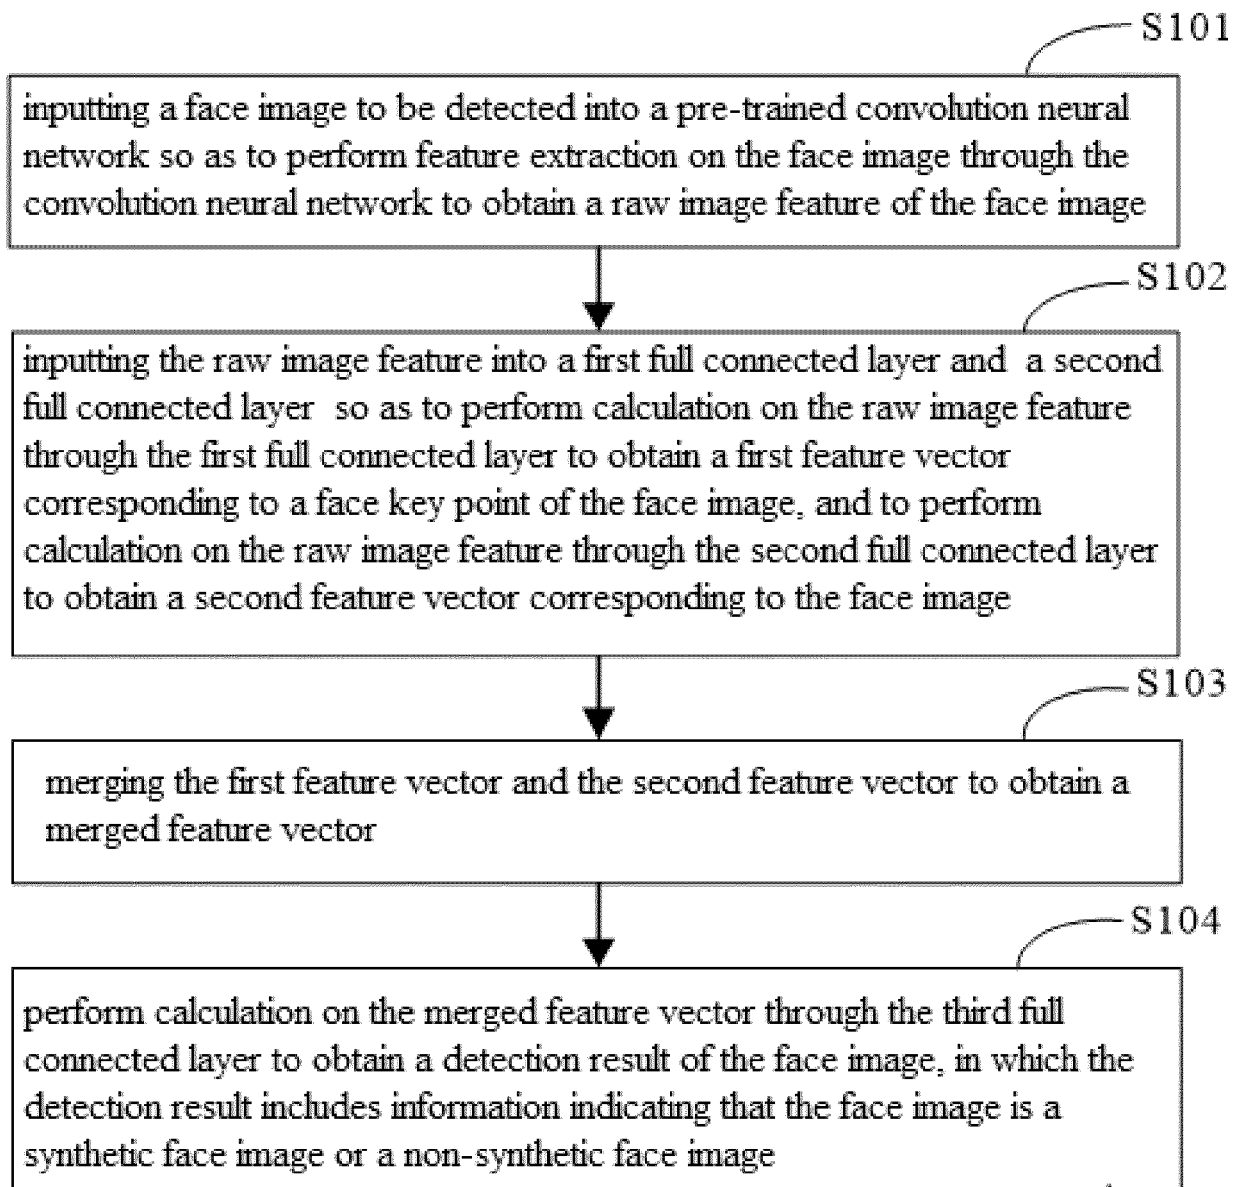 S101
inputting a face image to be detected into a pre-trained convolution neural
network so as to perform feature extraction on the face image through the
convolution neural network to obtain a raw image feature of the face image
S102
inputting the raw image feature into a first full connected layer and a second
full connected layer so as to perform calculation on the raw image feature
through the first full connected layer to obtain a first feature vector
corresponding to a face key point of the face image, and to perform
calculation on the raw image feature through the second full connected layer
to obtain a second feature vector corresponding to the face image
S103
merging the first feature vector and the second feature vector to obtain a
merged feature vector
S104
perform calculation on the merged feature vector through the third full
connected layer to obtain a detection result of the face image, in which the
detection result includes information indicating that the face image is a
synthetic face image or a non-synthetic face image